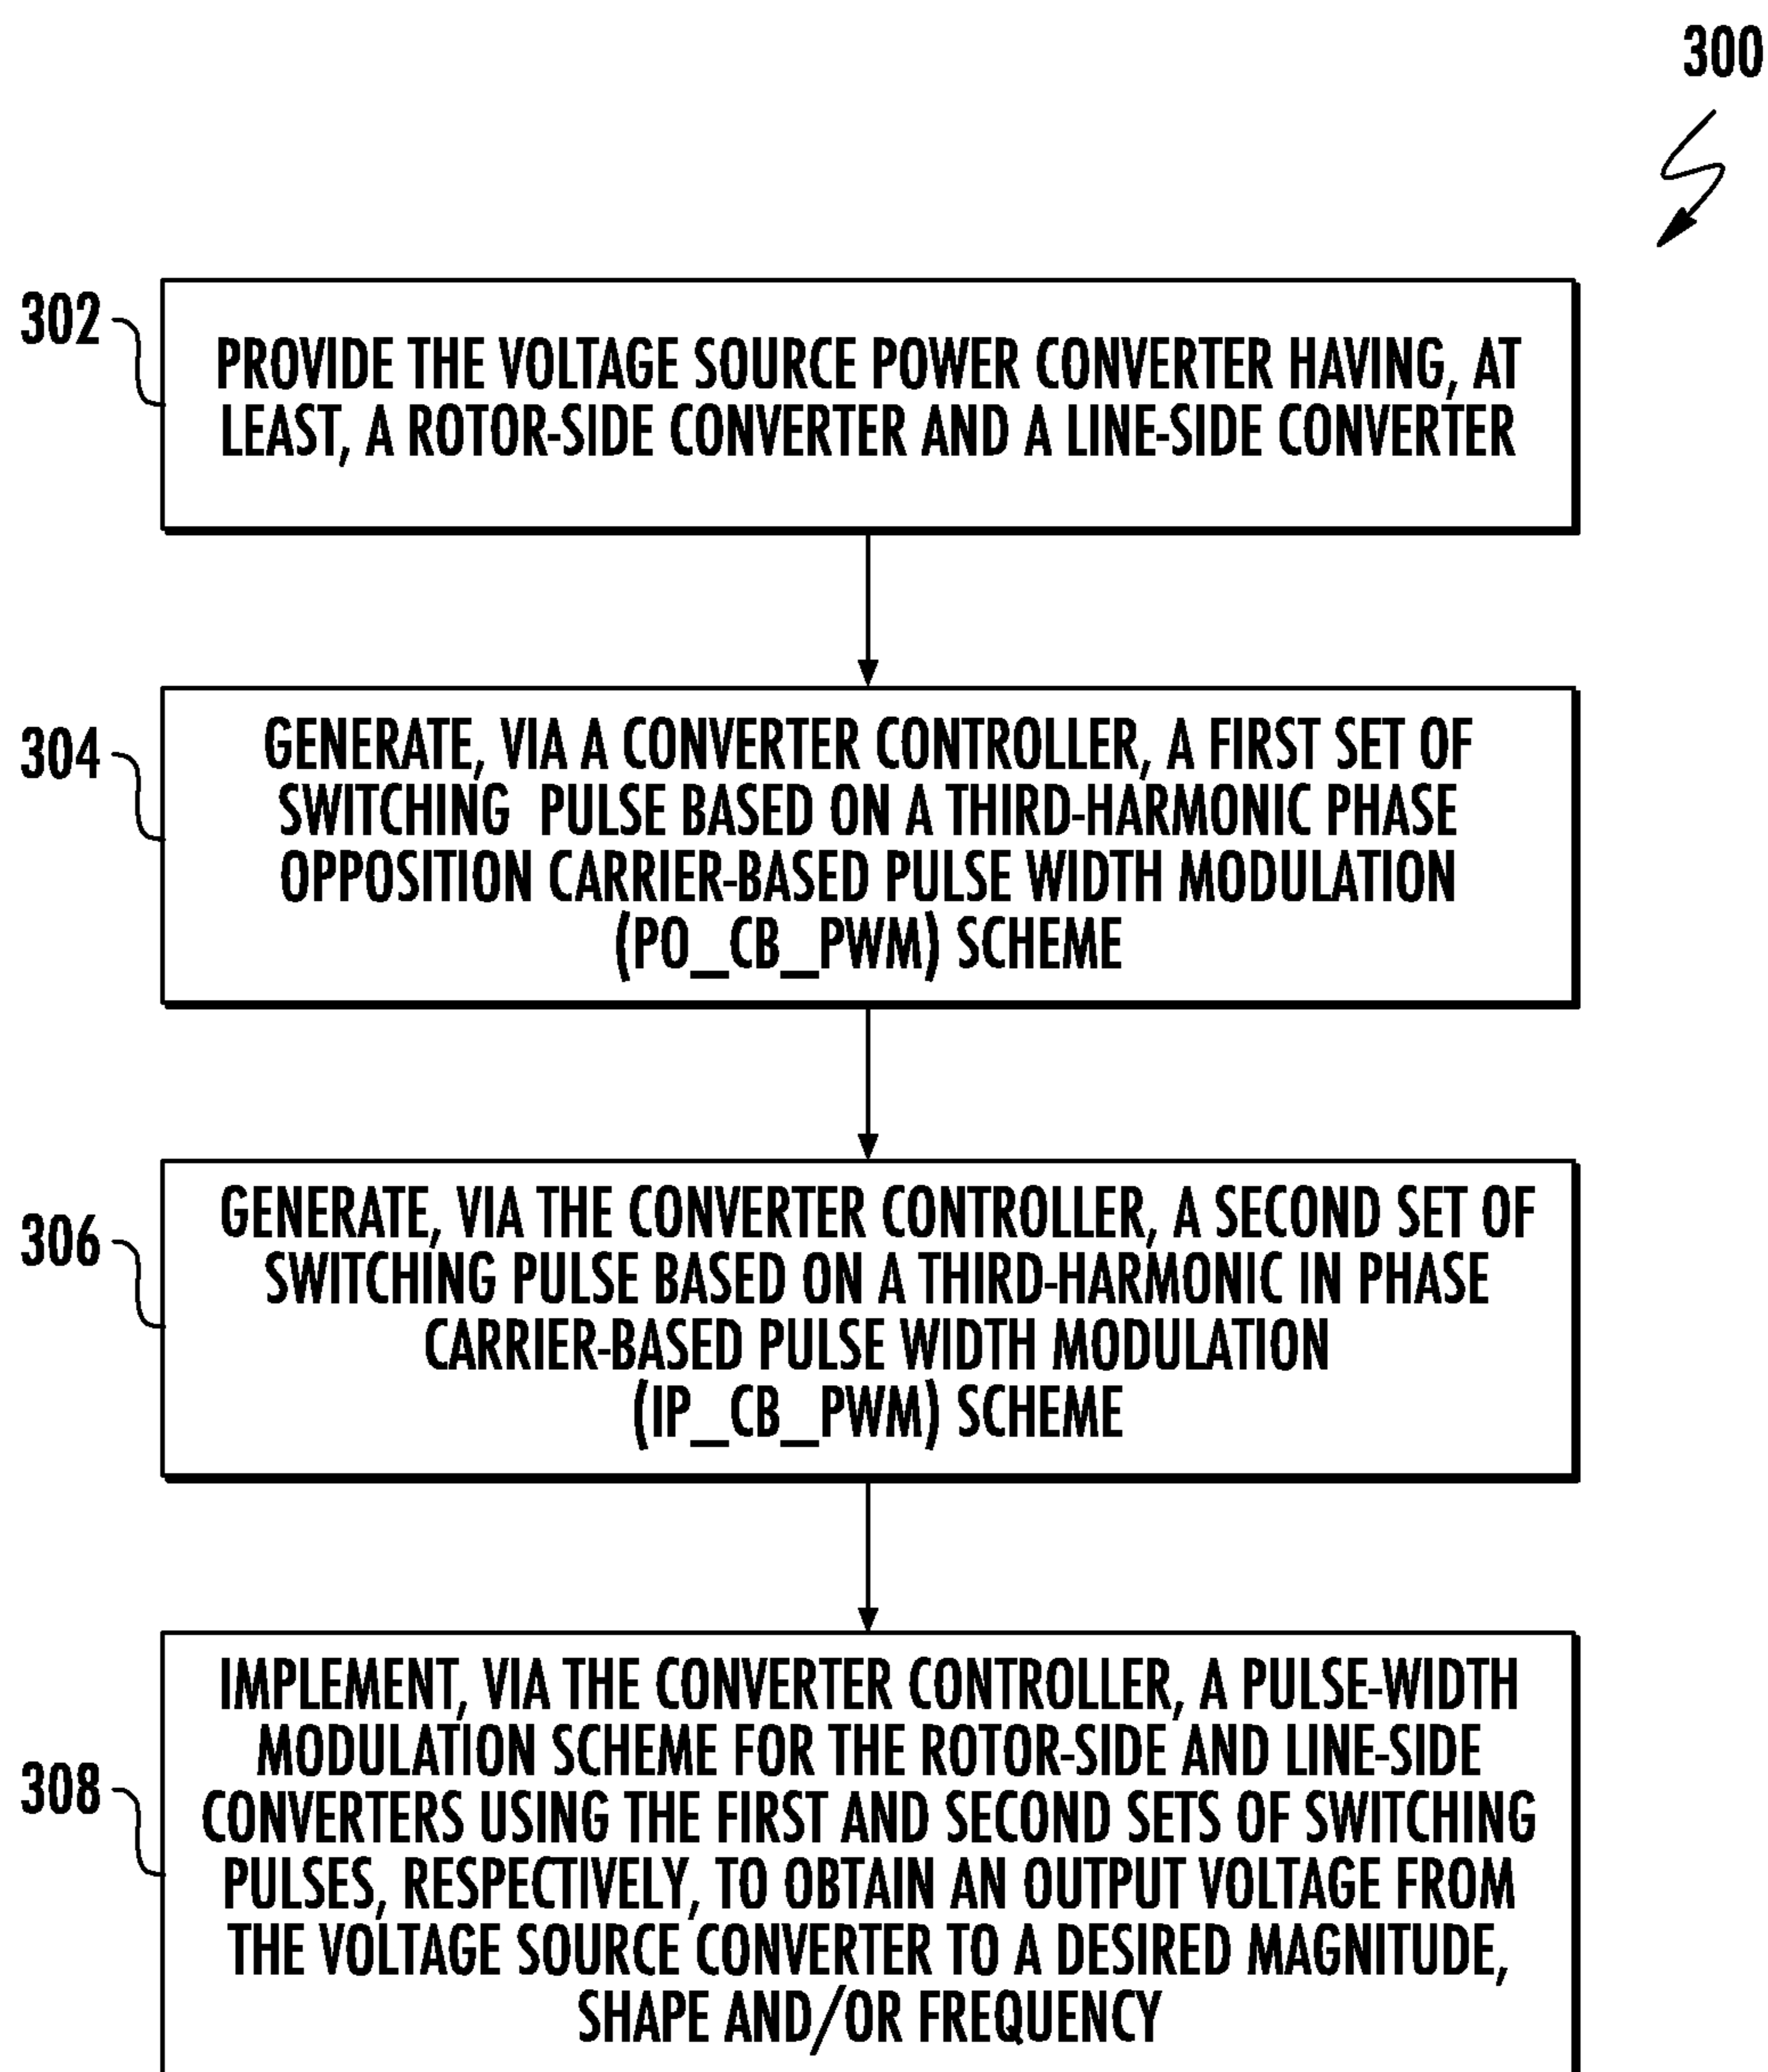 300
302
PROVIDE THE VOLTAGE SOURCE POWER CONVERTER HAVING, AT
LEAST, A ROTOR-SIDE CONVERTER AND A LINE-SIDE CONVERTER
304
GENERATE, VIA A CONVERTER CONTROLLER, A FIRST SET OF
SWITCHING PULSE BASED ON A THIRD-HARMONIC PHASE
OPPOSITION CARRIER-BASED PULSE WIDTH MODULATION
(PO_CB_PWM) SCHEME
306
GENERATE, VIA THE CONVERTER CONTROLLER, A SECOND SET OF
SWITCHING PULSE BASED ON A THIRD-HARMONIC IN PHASE
CARRIER-BASED PULSE WIDTH MODULATION
(IP_CB_PWM) SCHEME
308
IMPLEMENT, VIA THE CONVERTER CONTROLLER, A PULSE-WIDTH
MODULATION SCHEME FOR THE ROTOR-SIDE AND LINE-SIDE
CONVERTERS USING THE FIRST AND SECOND SETS OF SWITCHING
PULSES, RESPECTIVELY, TO OBTAIN AN OUTPUT VOLTAGE FROM
THE VOLTAGE SOURCE CONVERTER TO A DESIRED MAGNITUDE,
SHAPE AND/OR FREQUENCY